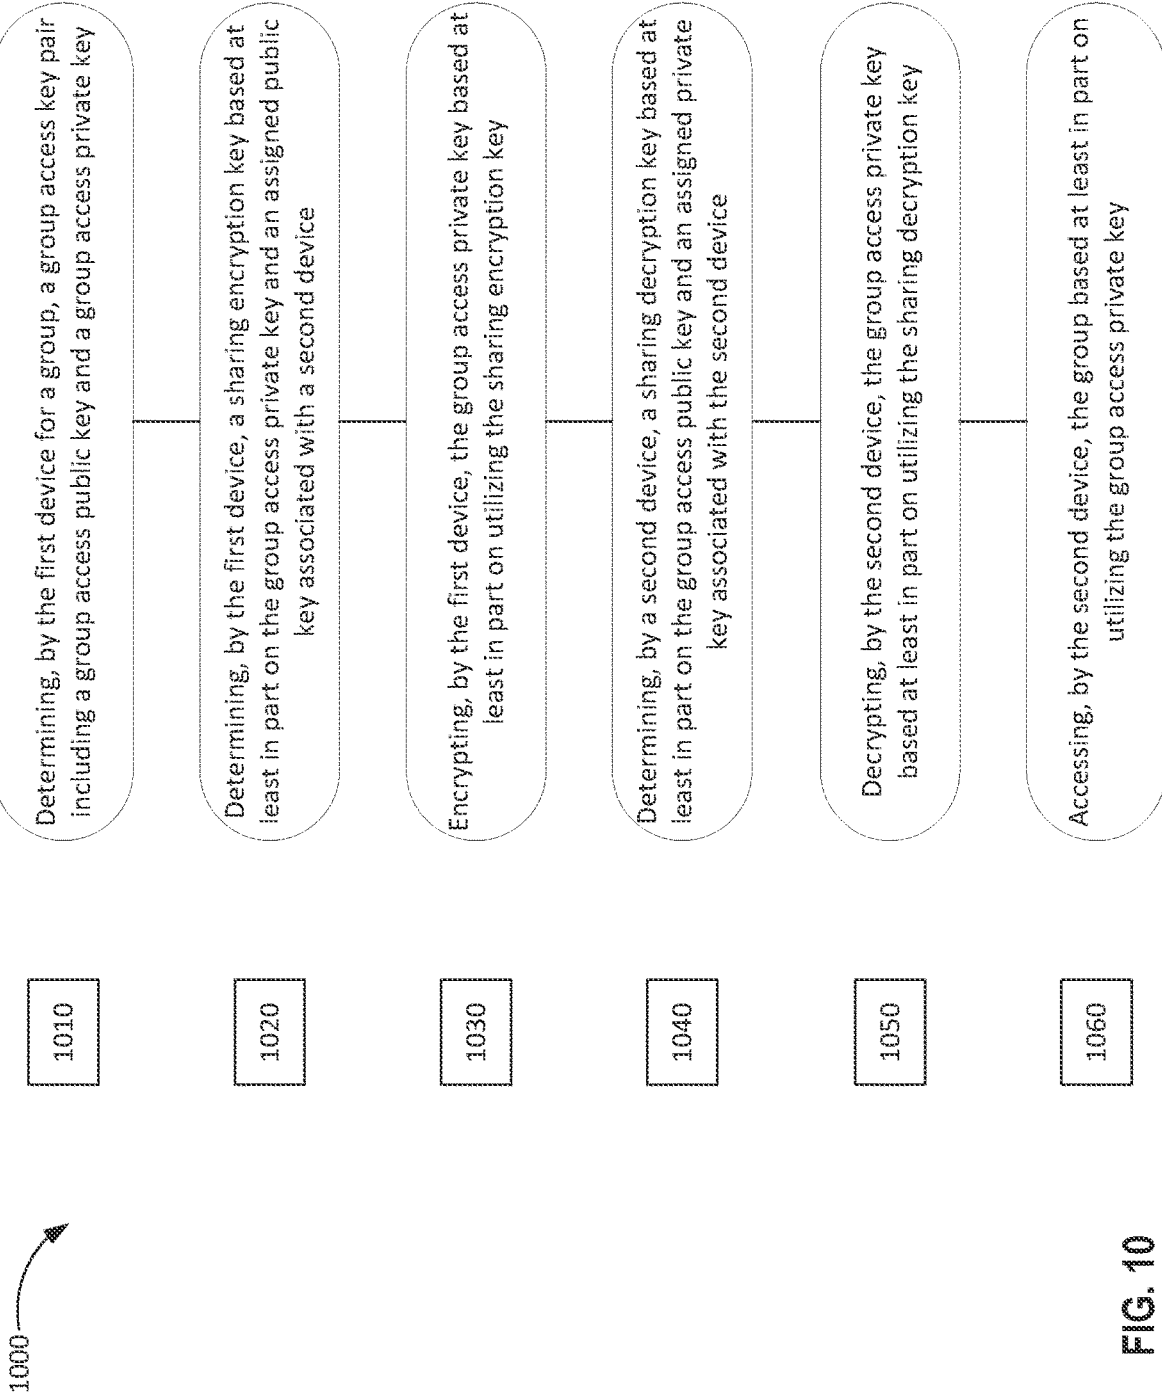 1000
1010
Determining, by the first device for a group, a group access key pair
including a group access public key and a group access private key
1020
Determining, by the first device, a sharing encryption key based at
least in part on the group access private key and an assigned public
key associated with a second device
1030
Encrypting, by the first device, the group access private key based at
least in part on utilizing the sharing encryption key
1040
Determining, by a second device, a sharing decryption key based at
least in part on the group access public key and an assigned private
key associated with the second device
1050
Decrypting, by the second device, the group access private key
based at least in part on utilizing the sharing decryption key
1060
Accessing, by the second device, the group based at least in part on
utilizing the group access private key
FIG. 10